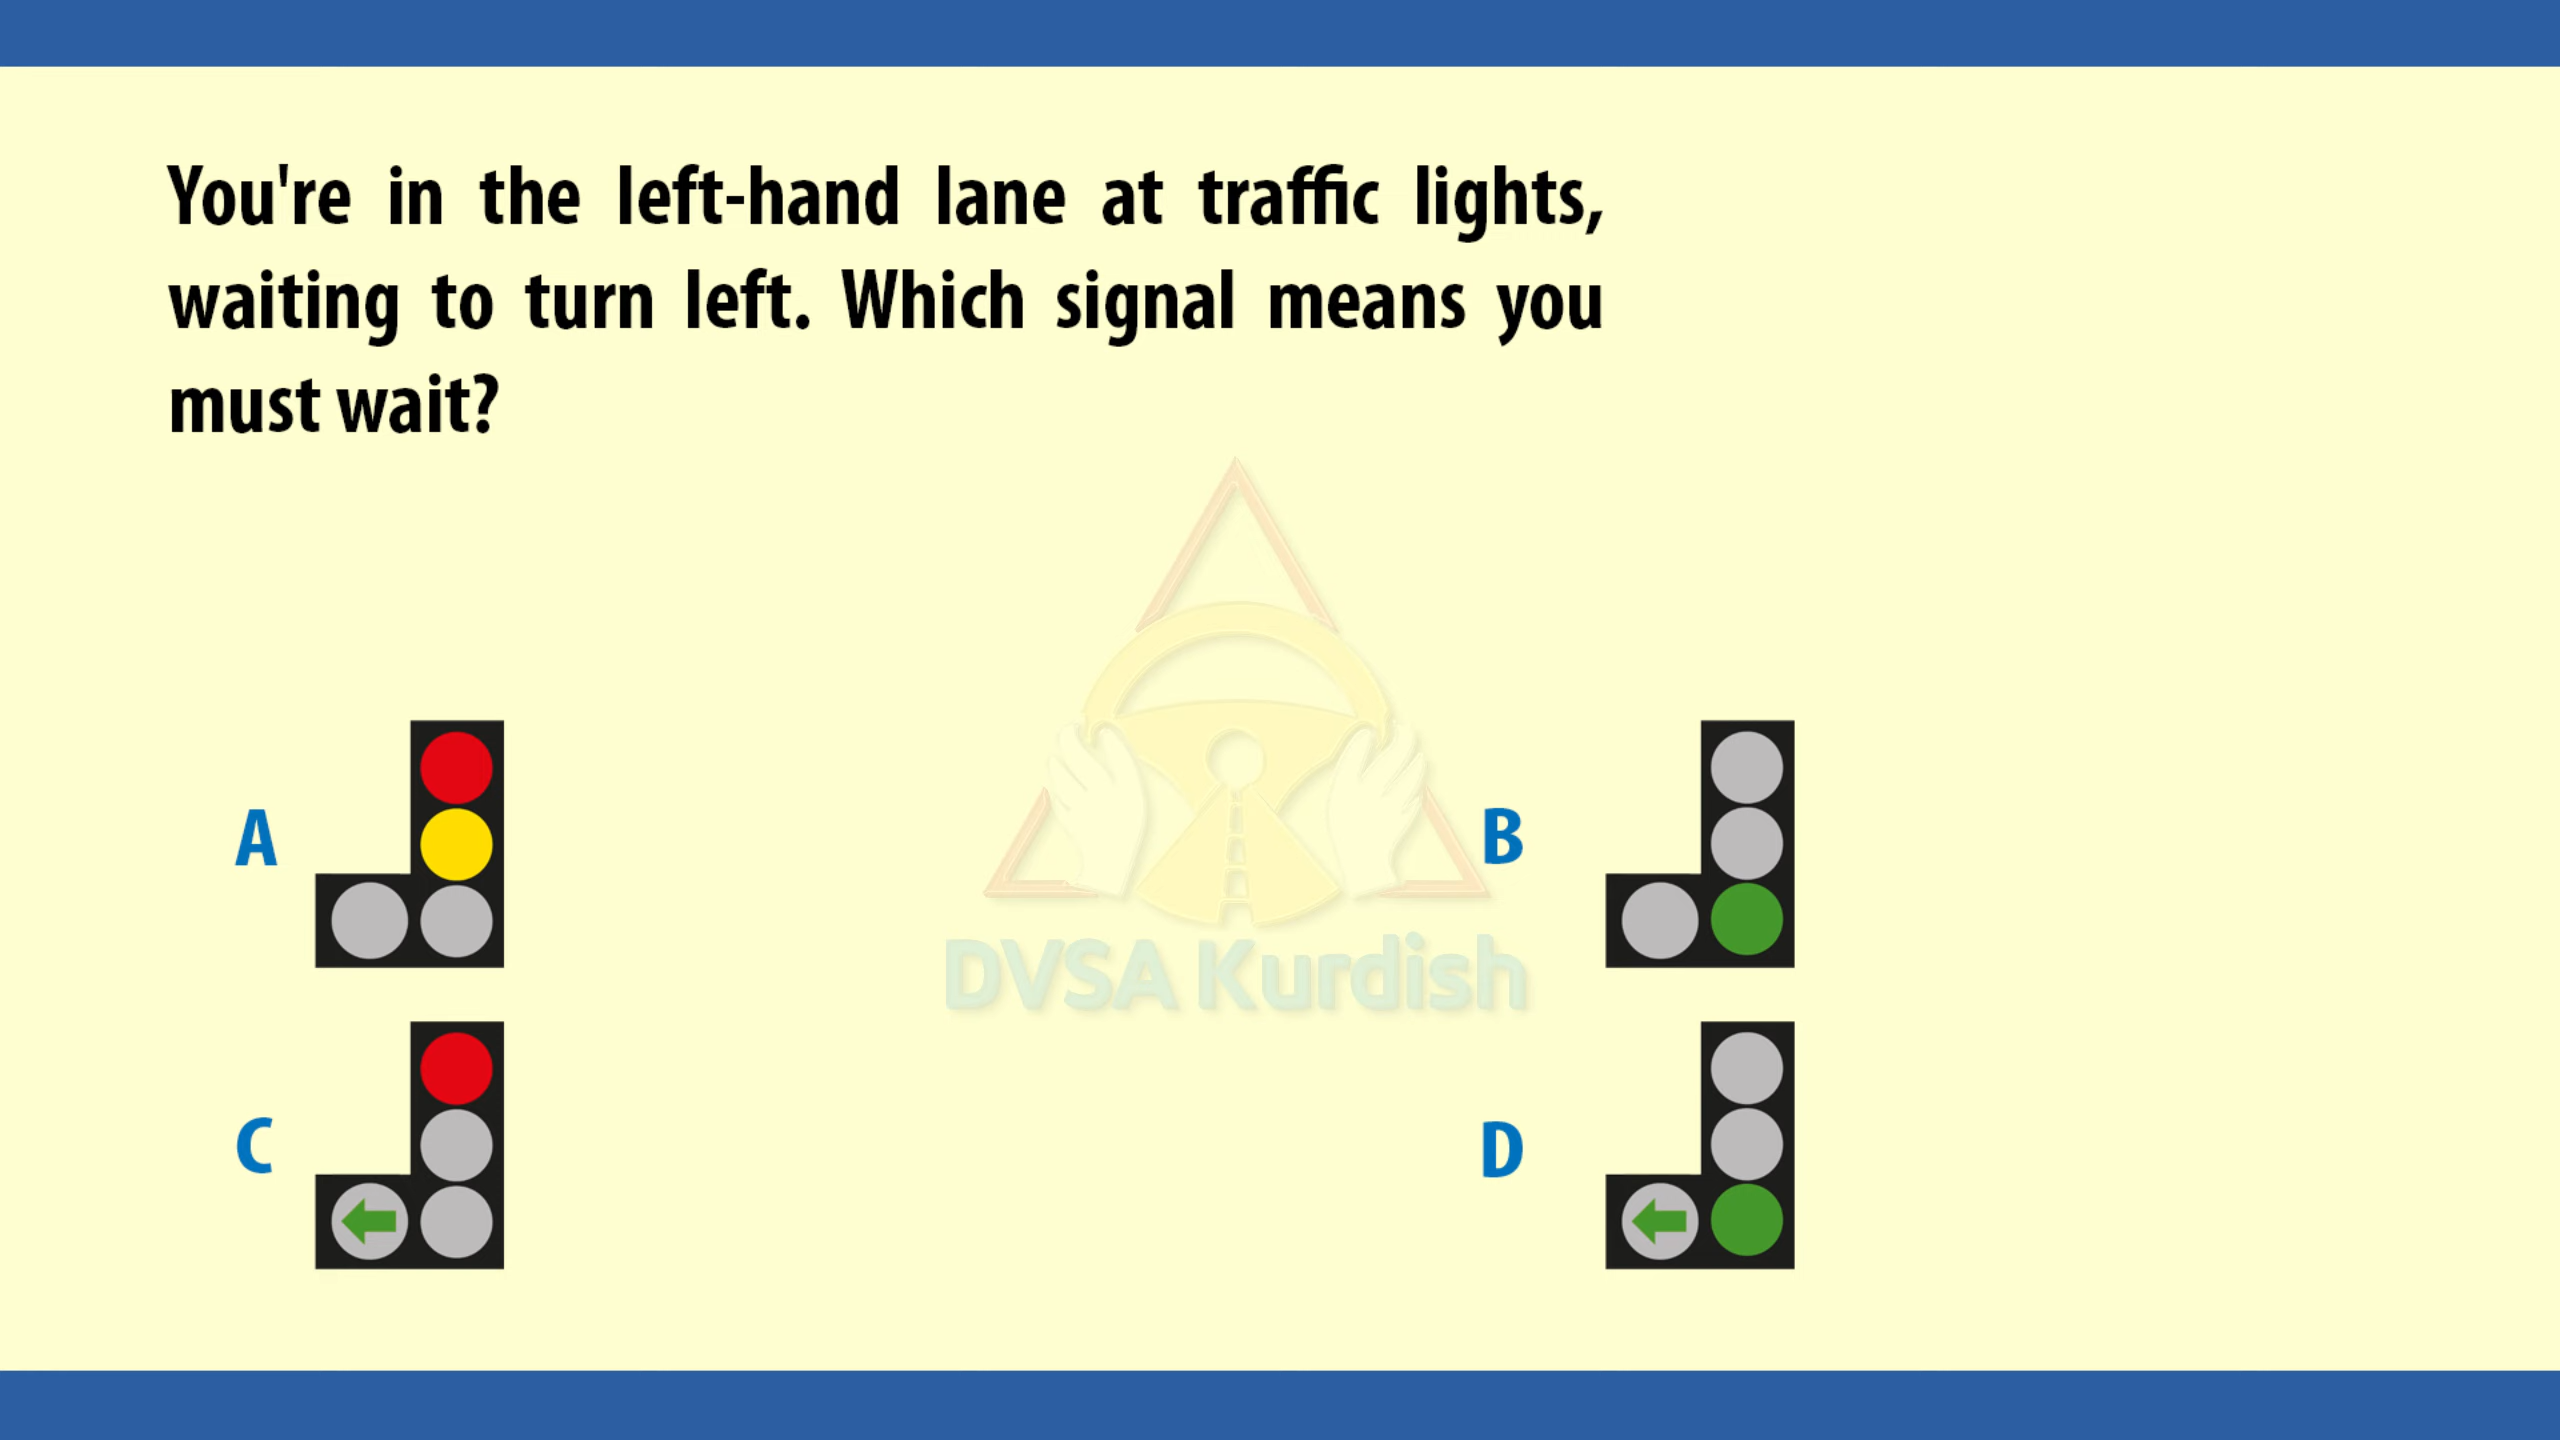 You're in the left-hand lane at traffic lights,
waiting to turn left. Which signal means you
must wait?
A
B
DVSA Kurdish
C
D